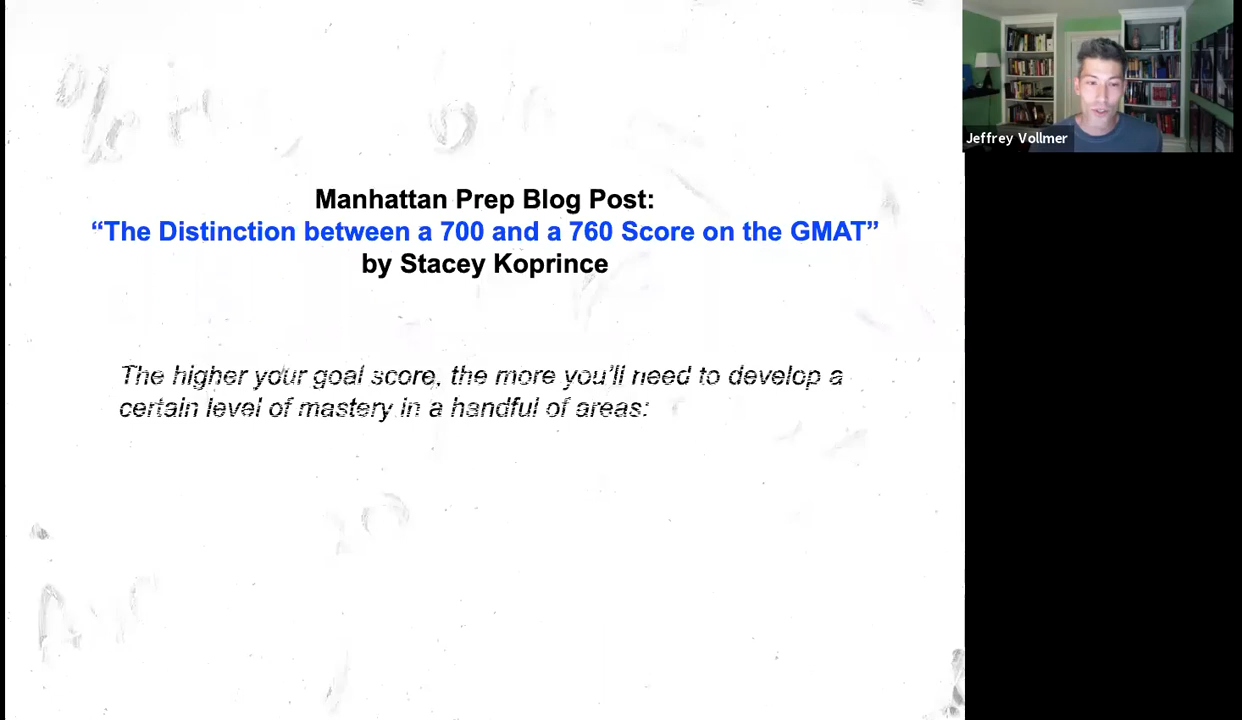 Manhattan Prep Blog Post:
“The Distinction between a 700 and a 760 Score on the GMAT”
by Stacey Koprince
The higher your goal score, the more you’ll need to develop a
certain level of mastery in a handful of areas:
Jeffrey Vollmer